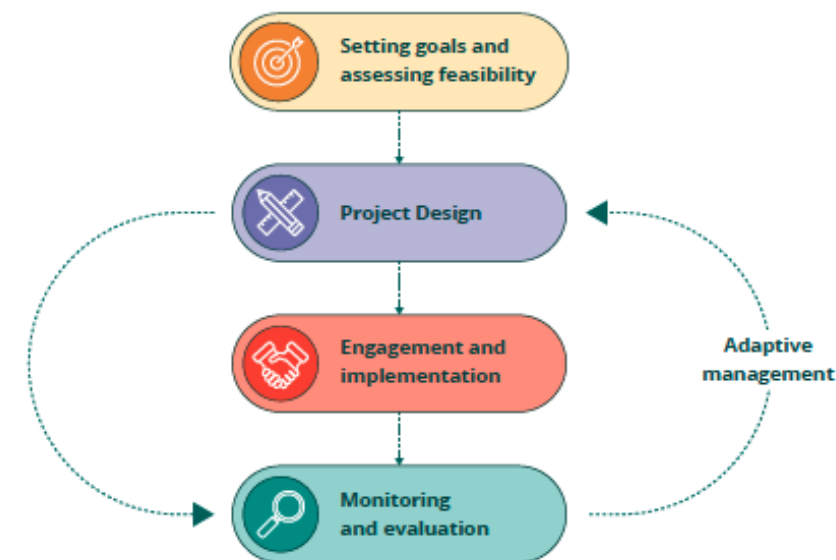 Setting goals and
assessing feasibility
Project Design
Engagement and
implementation
Adaptive
management
Monitoring
and evaluation